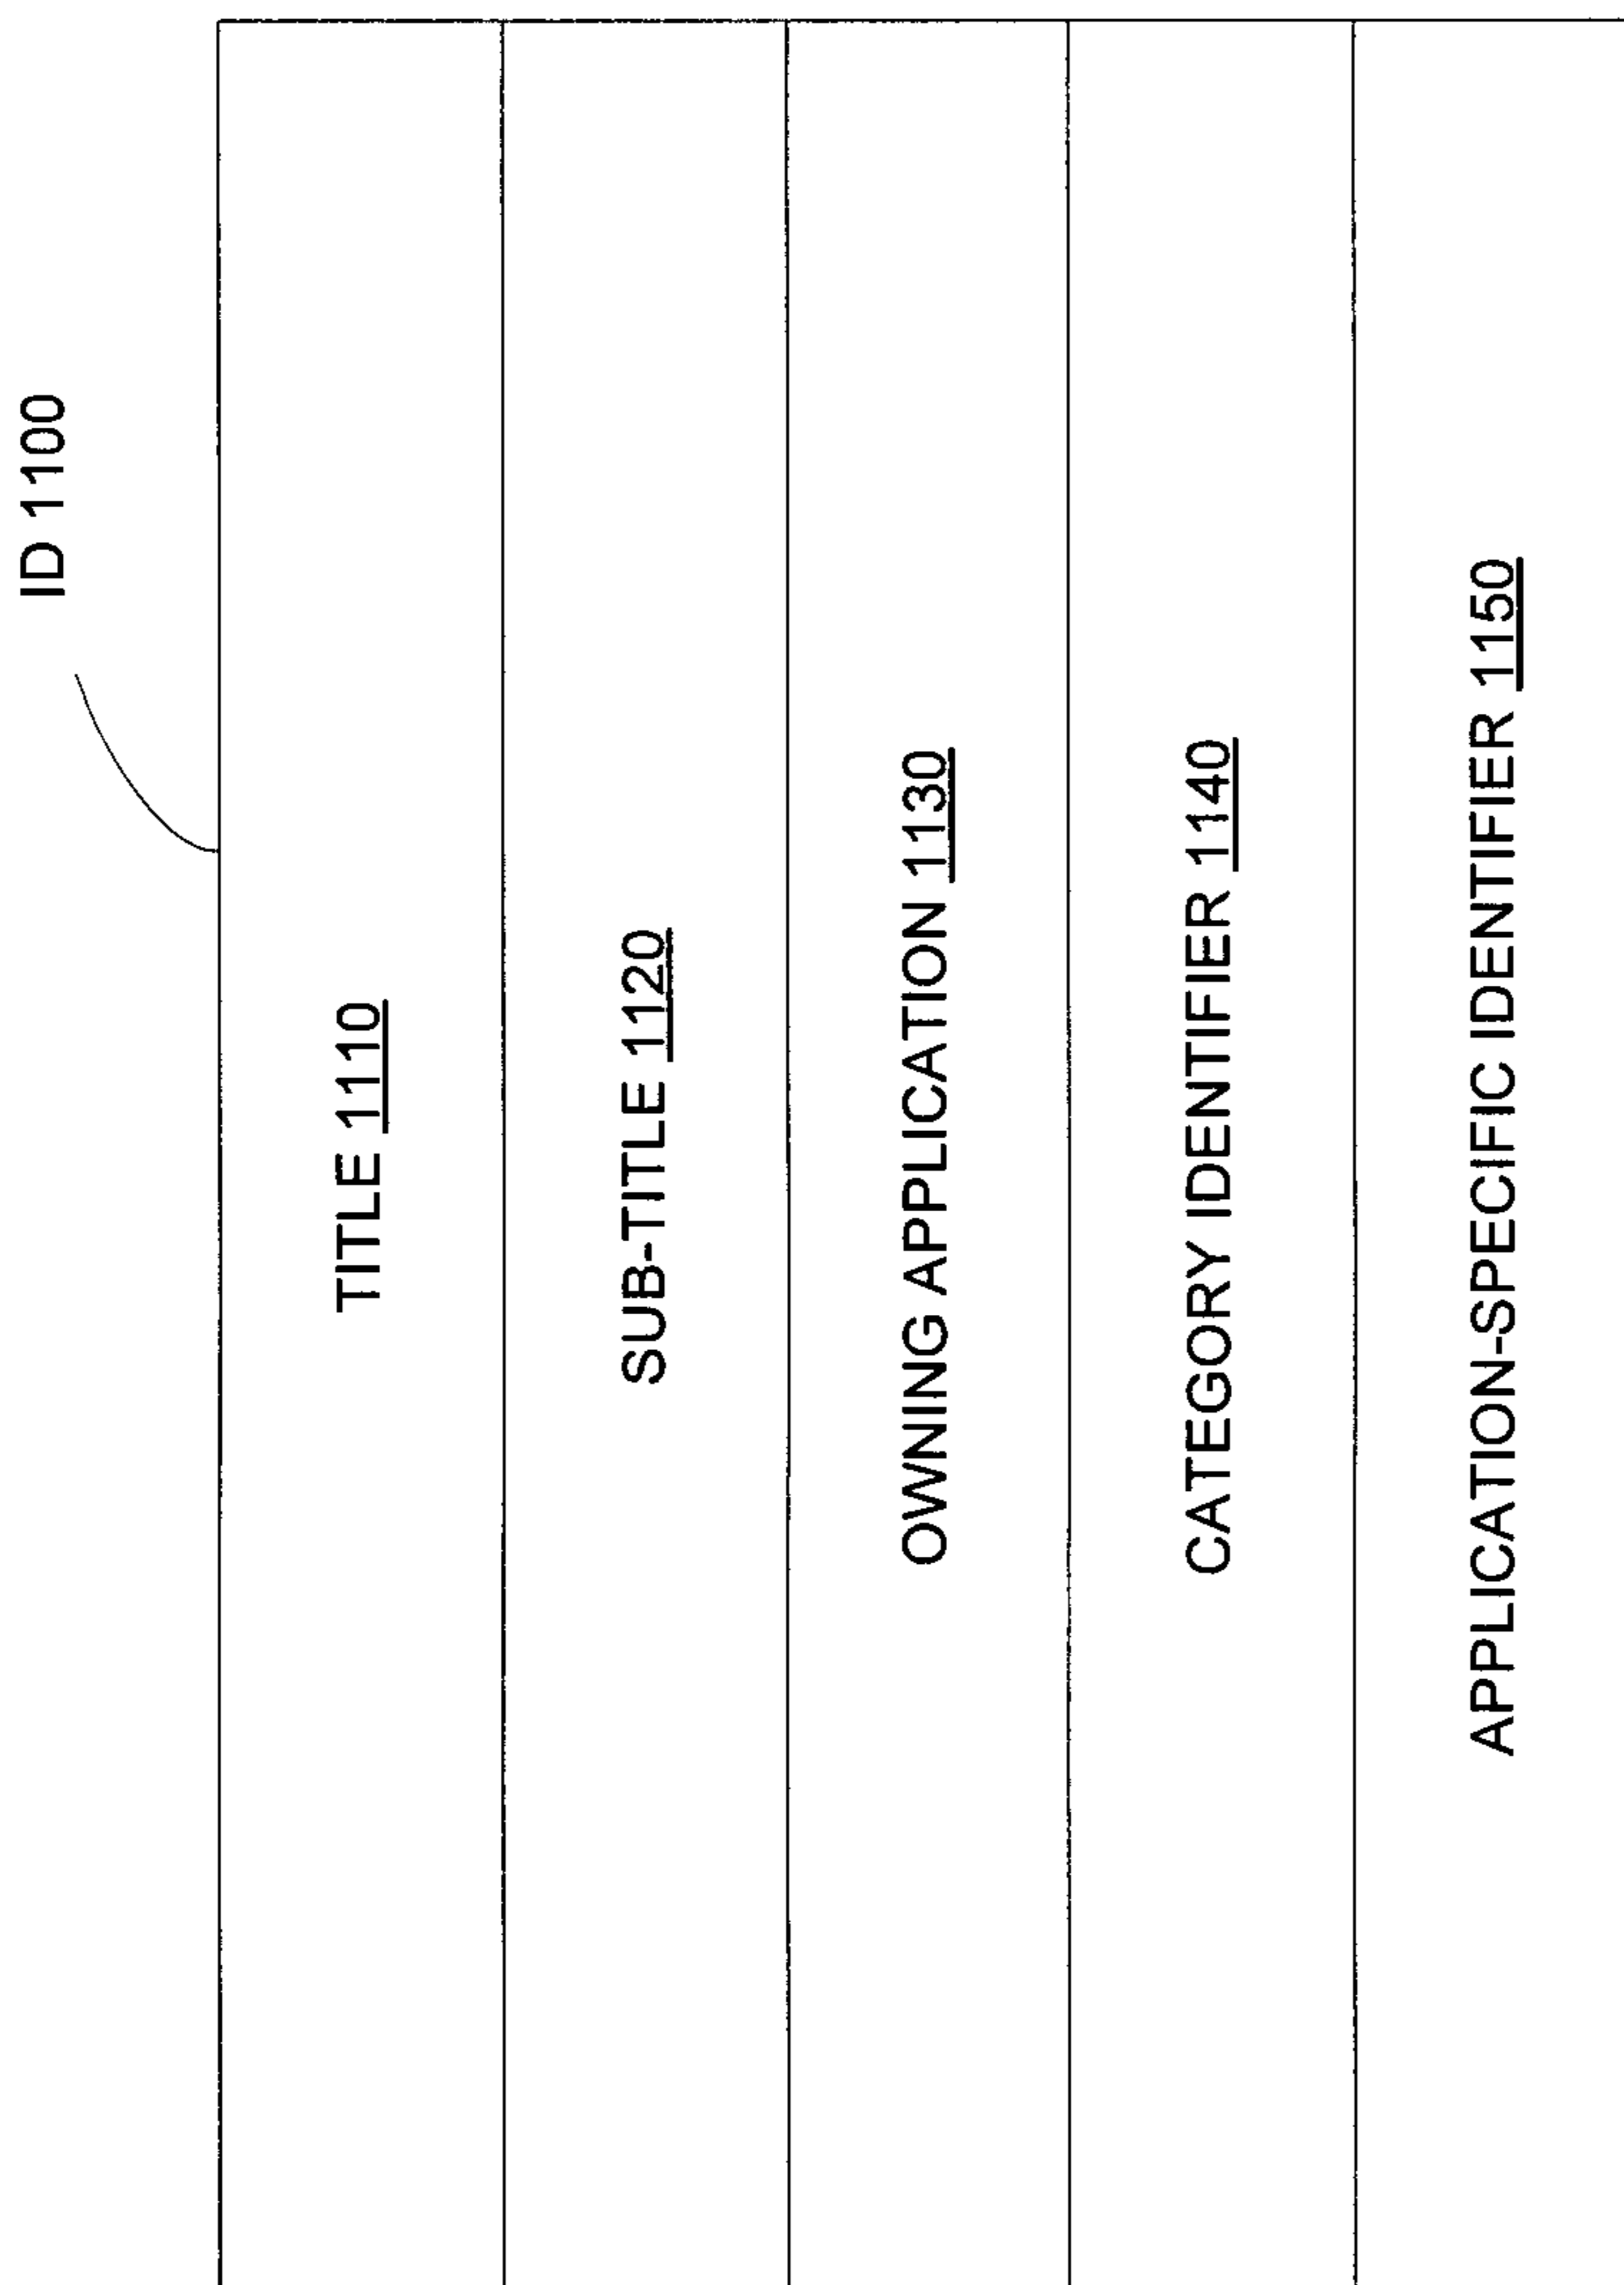 ID 1100
TITLE 1110
SUB-TITLE 1120
OWNING APPLICATION 1130
CATEGORY IDENTIFIER 1140
APPLICATION-SPECIFIC IDENTIFIER 1150